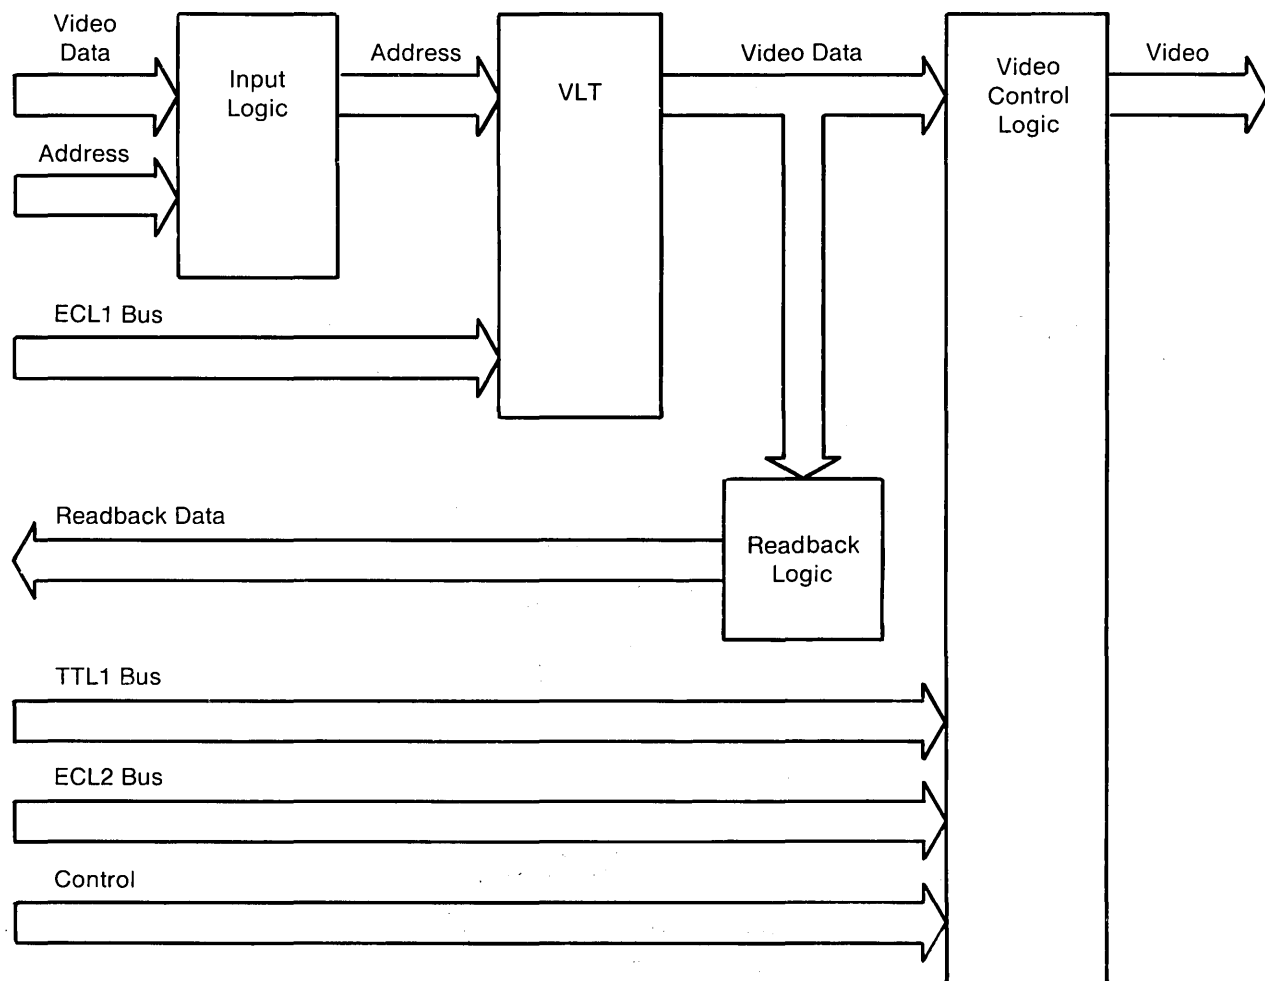 Video
Data
Address
Input
Logic
Address
VLT
Video Data
Video
Control
Logic
Video
ECL1 Bus
Readback Data
Readback
Logic
TTL1 Bus
ECL2 Bus
Control